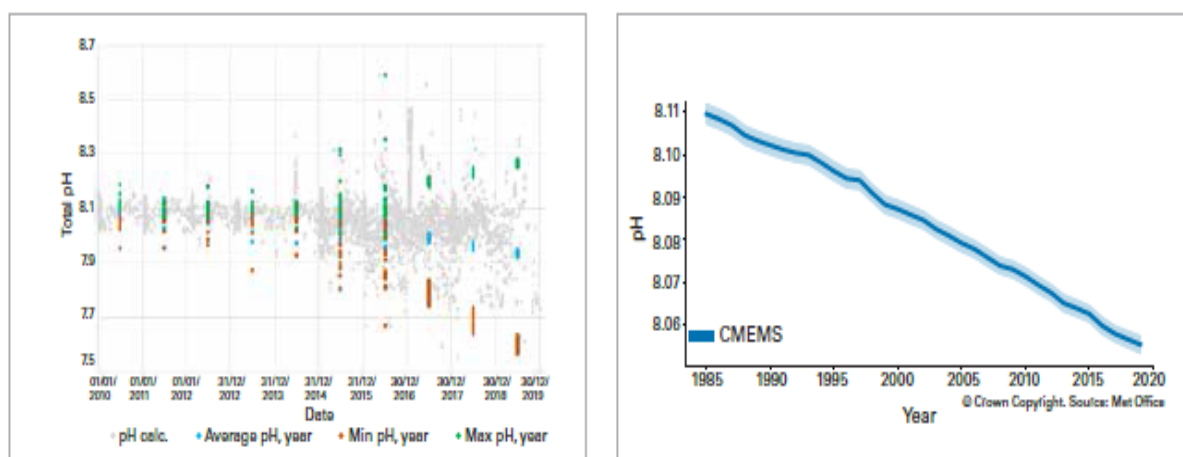 8.7
8.5
8.3
8.1
7.9
7.7
7.5
Total pH
01/01/ 01/01/ 01/01/ 31/12/ 31/12/ 31/12/ 31/12/ 30/12/ 30/12/ 30/12/ 30/12/
2010 2011 2012 2012 2013 2014 2015 2016 2017 2018 2019
Date
pH calc. Average pH, year Min pH, year Max pH, year
8.11
8.10
8.09
8.08
8.07
8.06
pH
CMEMS
1985 1990 1995 2000 2005 2010 2015 2020
© Crown Copyright. Source: Met Office
Year